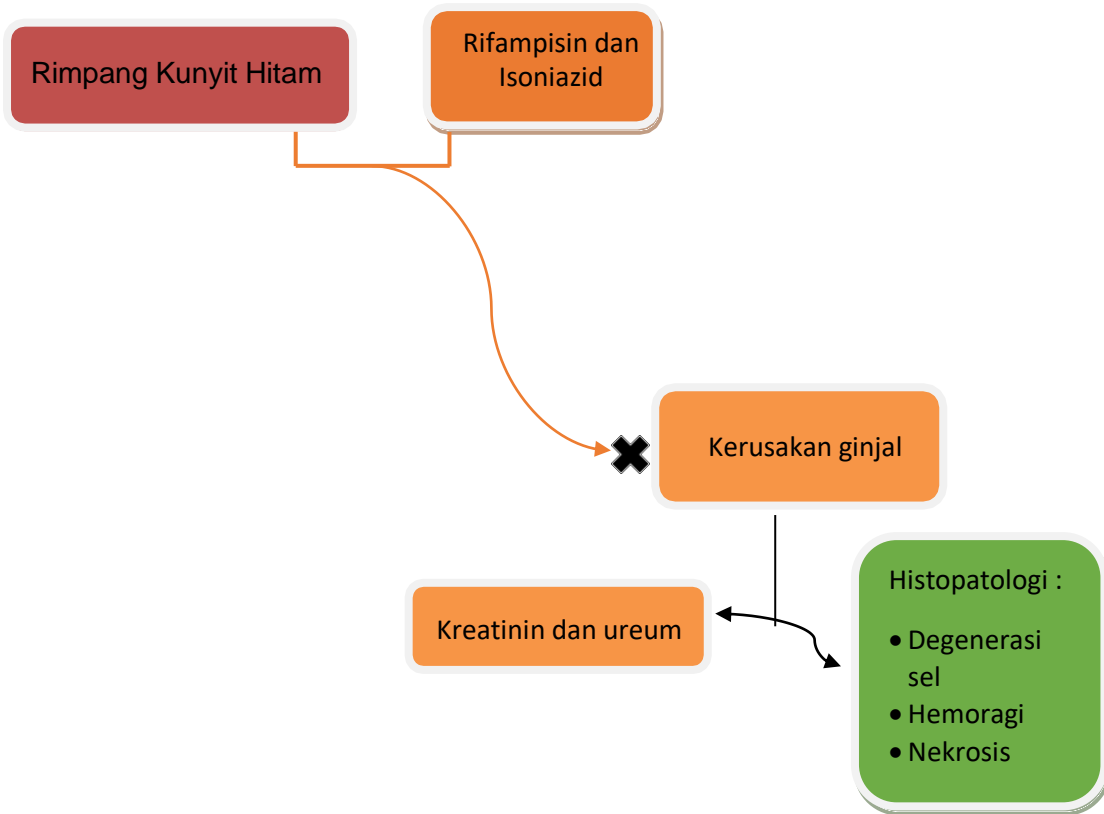 Rimpang Kunyit Hitam
Rifampisin dan
Isoniazid
Kerusakan ginjal
Kreatinin dan ureum
Histopatologi :
• Degenerasi
sel
• Hemoragi
• Nekrosis